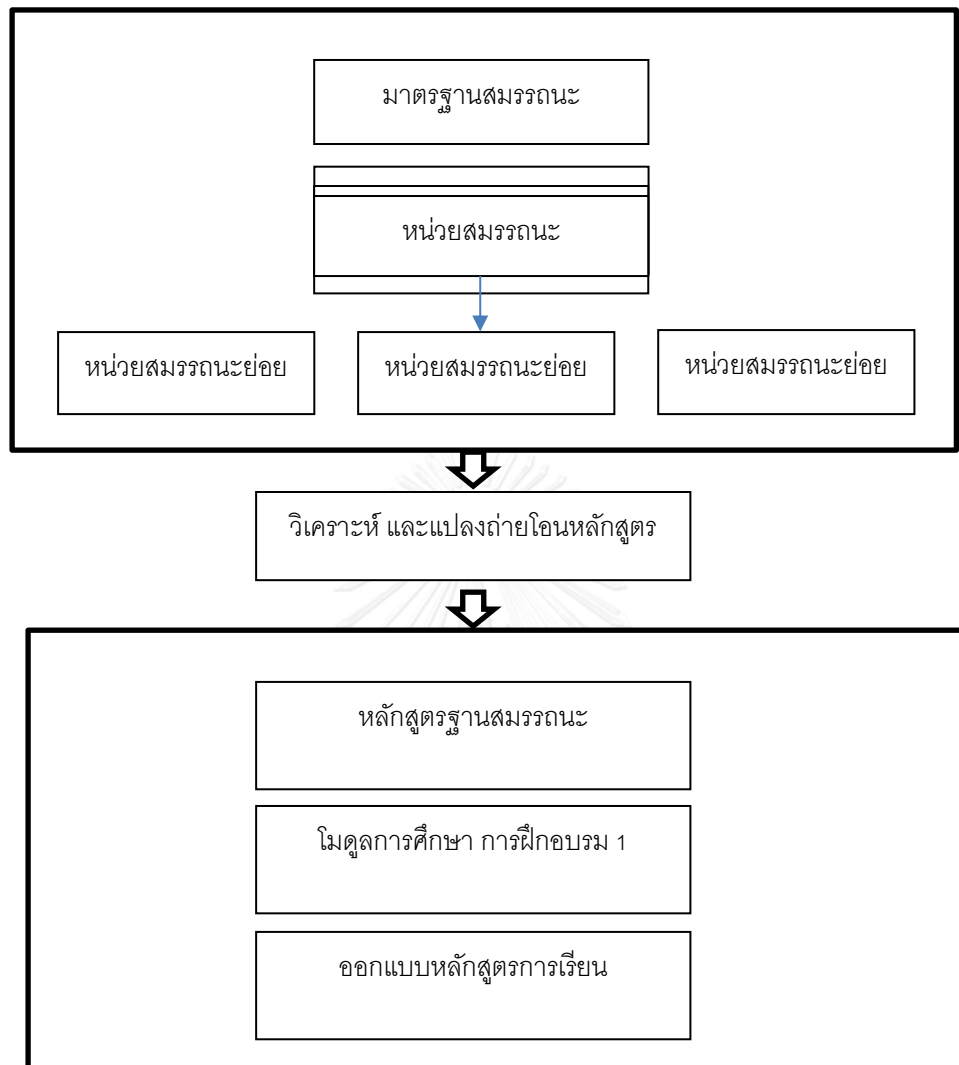 มาตรฐานสมรรถนะ
หน่วยสมรรถนะ
หน่วยสมรรถนะย่อย
หน่วยสมรรถนะย่อย
หน่วยสมรรถนะย่อย
วิเคราะห์ และแปลงถ่ายโอนหลักสูตร
หลักสูตรฐานสมรรถนะ
โมดูลการศึกษา การฝึกอบรม 1
ออกแบบหลักสูตรการเรียน